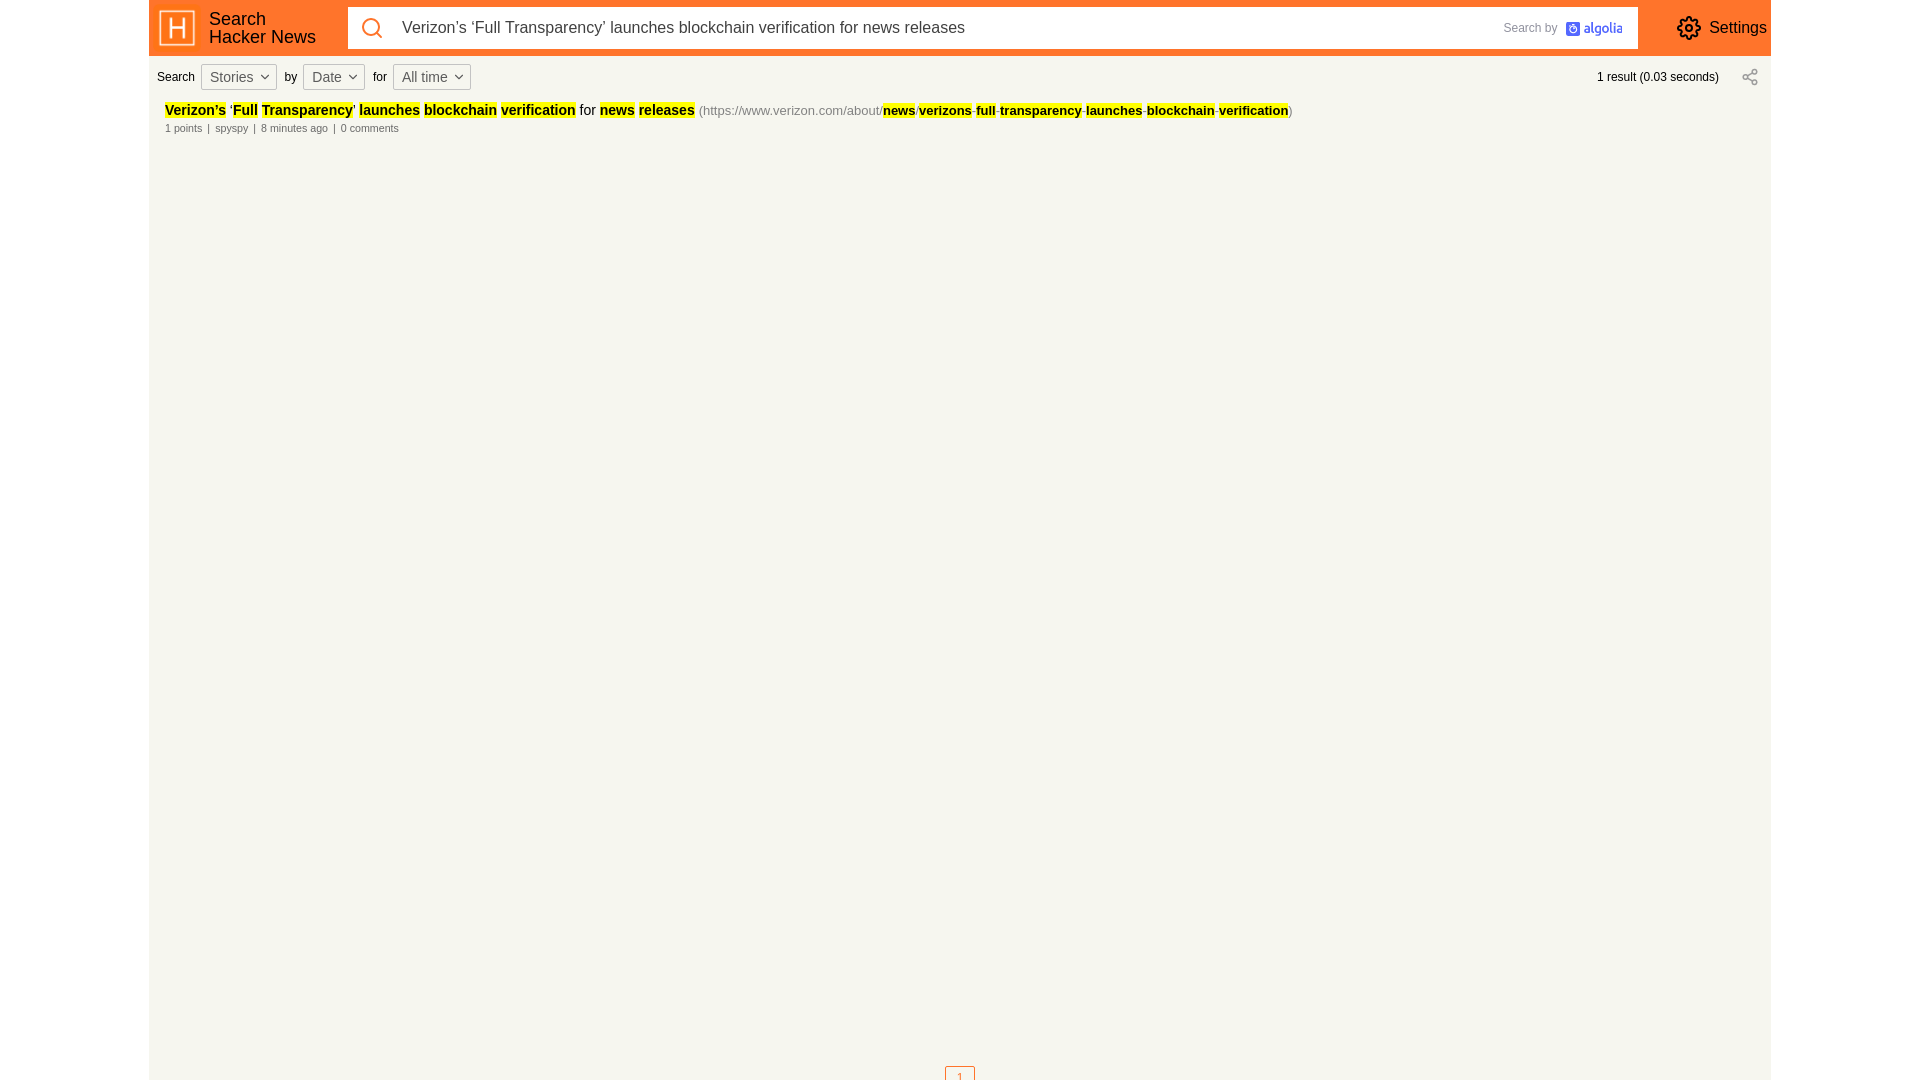 H
Search
Hacker News
Verizon’s ‘Full Transparency’ launches blockchain verification for news releases
Search by algolia
Settings
Search Stories by Date for All time
1 result (0.03 seconds)
Verizon’s ‘Full Transparency’ launches blockchain verification for news releases (https://www.verizon.com/about/news/verizons-full-transparency-launches-blockchain-verification)
1 points | spyspy | 8 minutes ago | 0 comments
1